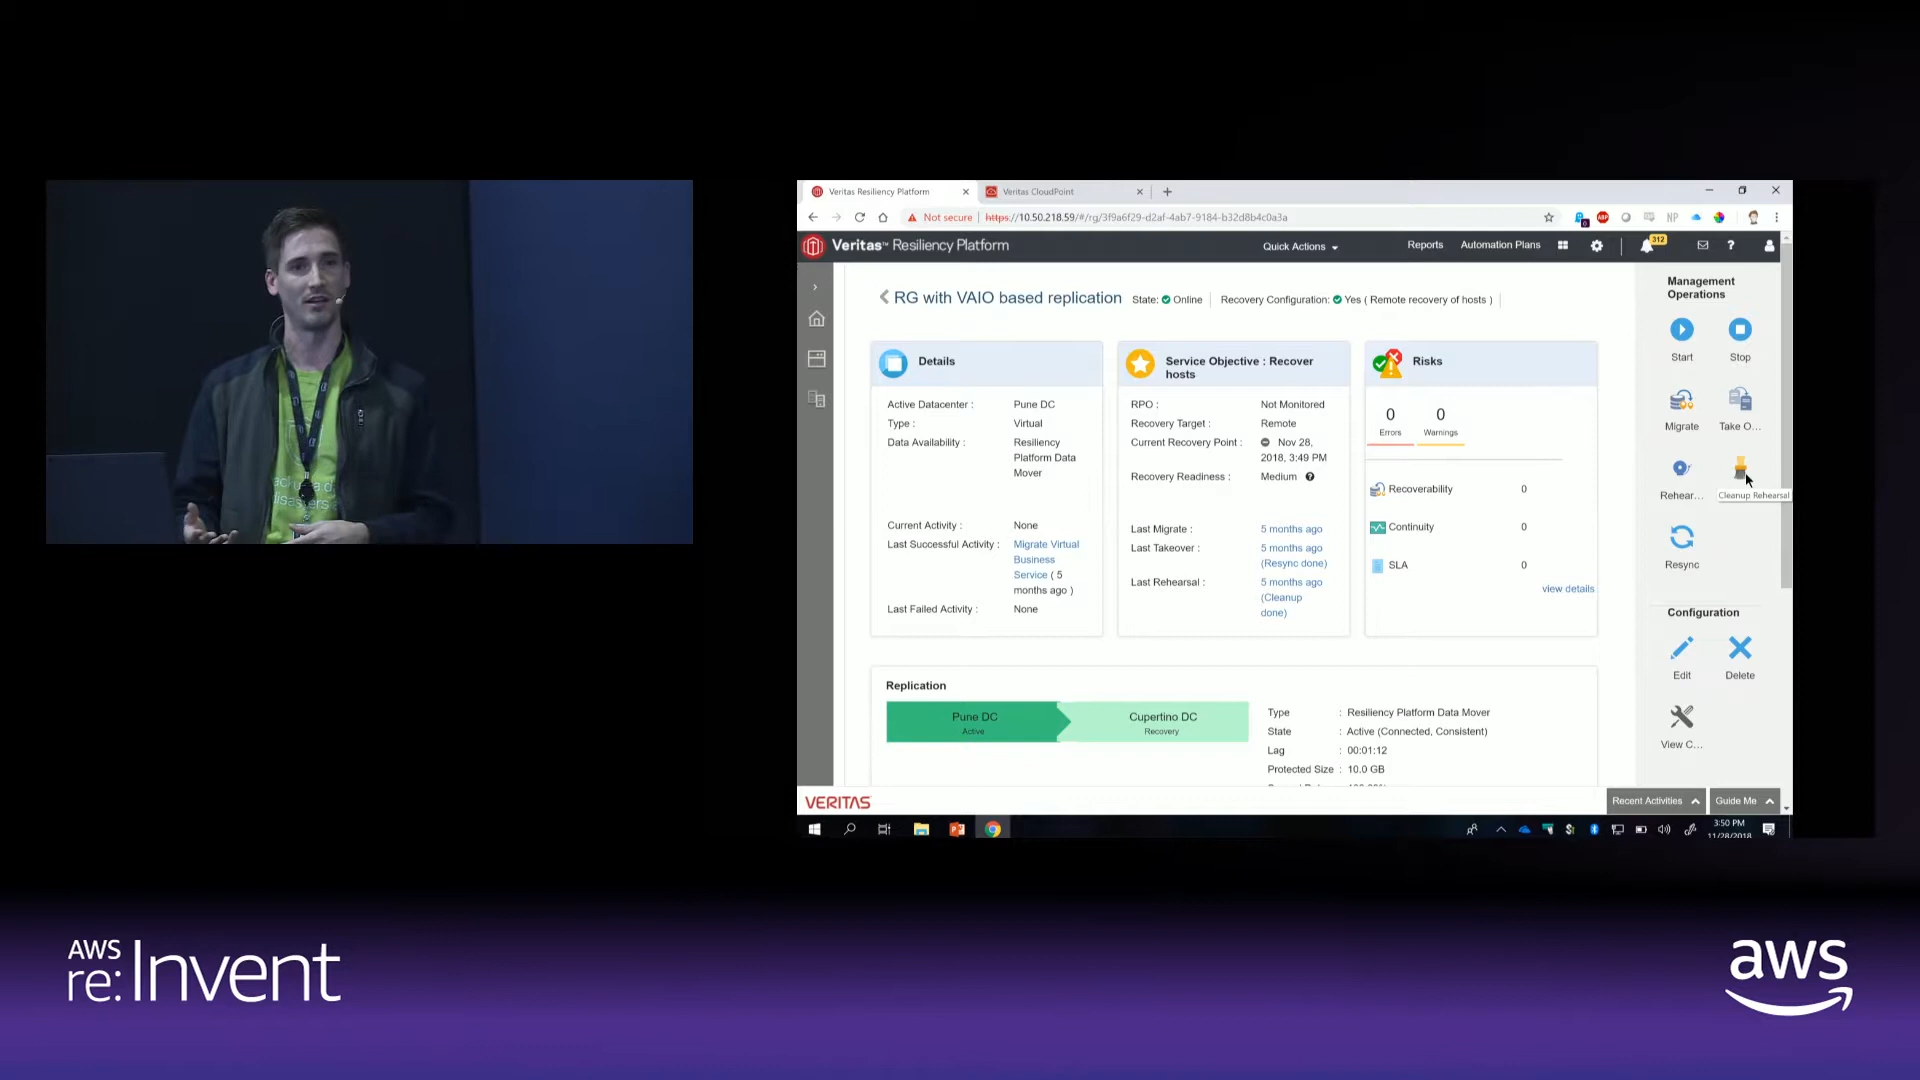 Veritas Resiliency Platform
Veritas CloudPoint
Not secure
https://10.50.218.59/#/rg/3f9a6f29-d2af-4ab7-9184-b32d8b4c0a3a
ABP
NP
Veritas™ Resiliency Platform
Quick Actions
Reports
Automation Plans
312
?
RG with VAIO based replication
State: Online
Recovery Configuration: Yes ( Remote recovery of hosts )
Details
Active Datacenter : Pune DC
Type : Virtual
Data Availability : Resiliency
Platform Data
Mover
Current Activity : None
Last Successful Activity : Migrate Virtual
Business
Service ( 5
months ago )
Last Failed Activity : None
Service Objective : Recover
hosts
RPO : Not Monitored
Recovery Target : Remote
Current Recovery Point : Nov 28,
2018, 3:49 PM
Recovery Readiness : Medium
Last Migrate : 5 months ago
Last Takeover : 5 months ago
(Resync done)
Last Rehearsal : 5 months ago
(Cleanup
done)
Risks
0 0
Errors Warnings
Recoverability 0
Continuity 0
SLA 0
view details
Replication
Pune DC
Active
Cupertino DC
Recovery
Type : Resiliency Platform Data Mover
State : Active (Connected, Consistent)
Lag : 00:01:12
Protected Size : 10.0 GB
Management
Operations
Start Stop
Migrate Take O...
Rehear...
Cleanup Rehearsal
Resync
Configuration
Edit Delete
View C...
VERITAS
Recent Activities
Guide Me
3:50 PM
11/28/2018
AWS
re:Invent
aws